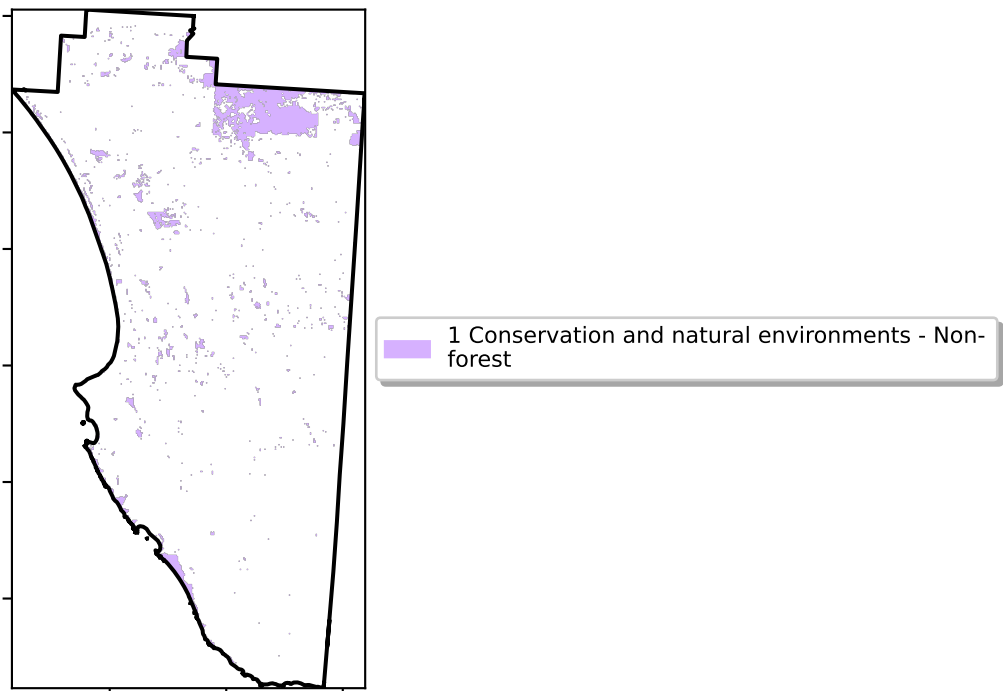 1 Conservation and natural environments - Non-
forest